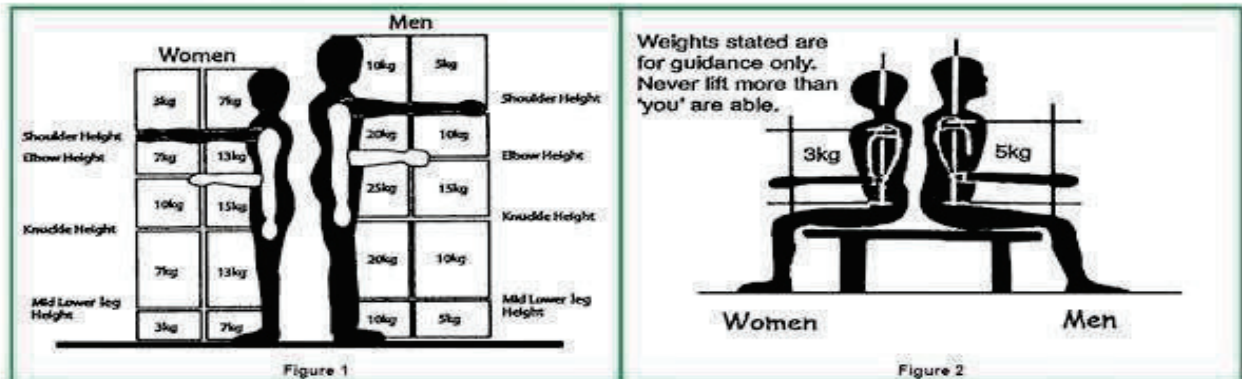 Men
Women
10kg 5kg
3kg 7kg
Shoulder Height
Shoulder Height
20kg 10kg
Elbow Height
7kg 13kg
Elbow Height
25kg 15kg
10kg 15kg
Knuckle Height
Knuckle Height
20kg 10kg
7kg 13kg
Mid Lower leg
Height
Mid Lower leg
Height
10kg 5kg
3kg 7kg
Figure 1
Weights stated are
for guidance only.
Never lift more than
'you' are able.
3kg
5kg
Women
Men
Figure 2